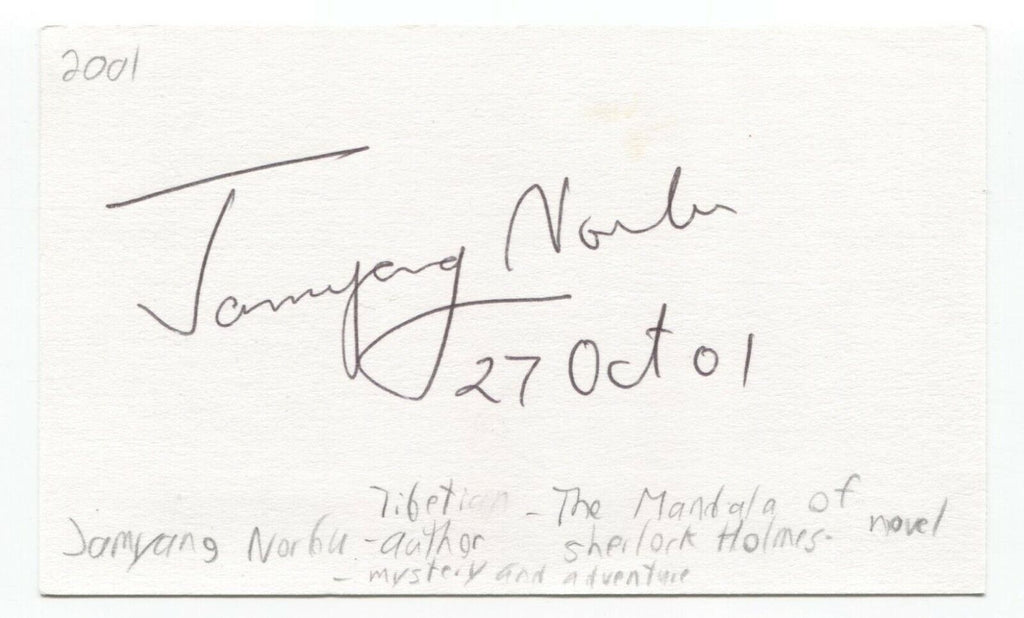 2001
Jamyang Norbu
27 Oct 01
Tibetian - The Mandala of
Jamyang Norbu - author sherlock Holmes. novel
- mystery and adventure